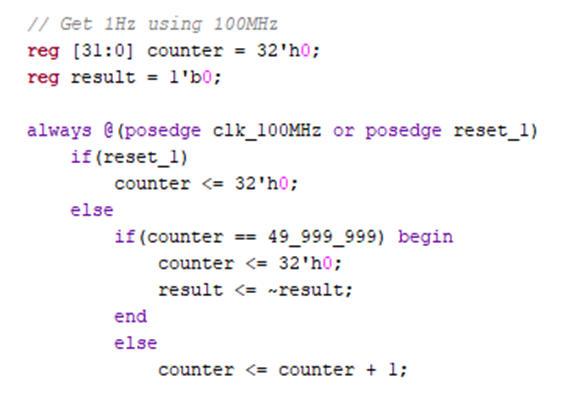 // Get 1Hz using 100MHz
reg [31:0] counter = 32'h0;
reg result = 1'b0;
always @(posedge clk_100MHz or posedge reset_1)
if(reset_1)
counter <= 32'h0;
else
if(counter == 49_999_999) begin
counter <= 32'h0;
result <= ~result;
end
else
counter <= counter + 1;